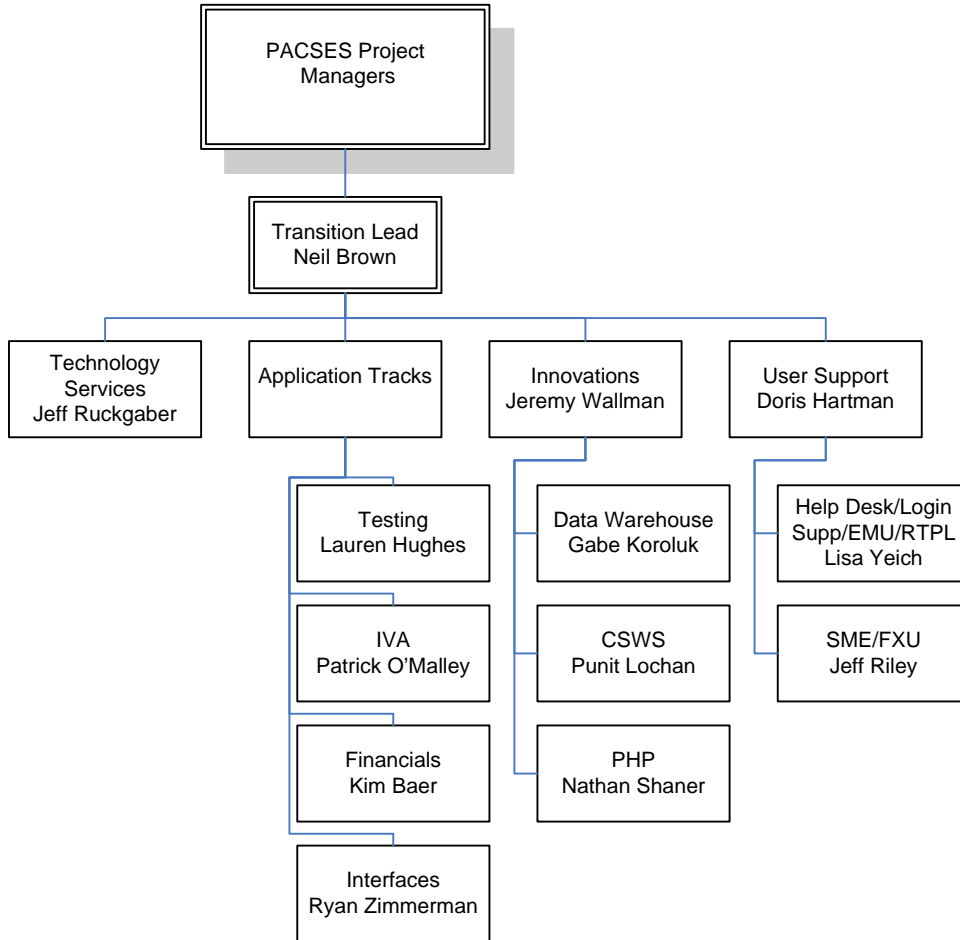 PACSES Project
Managers
Transition Lead
Neil Brown
Technology
Services
Jeff Ruckgaber
Application Tracks
Innovations
Jeremy Wallman
User Support
Doris Hartman
Testing
Lauren Hughes
Data Warehouse
Gabe Koroluk
Help Desk/Login
Supp/EMU/RTPL
Lisa Yeich
IVA
Patrick O’Malley
CSWS
Punit Lochan
SME/FXU
Jeff Riley
Financials
Kim Baer
PHP
Nathan Shaner
Interfaces
Ryan Zimmerman